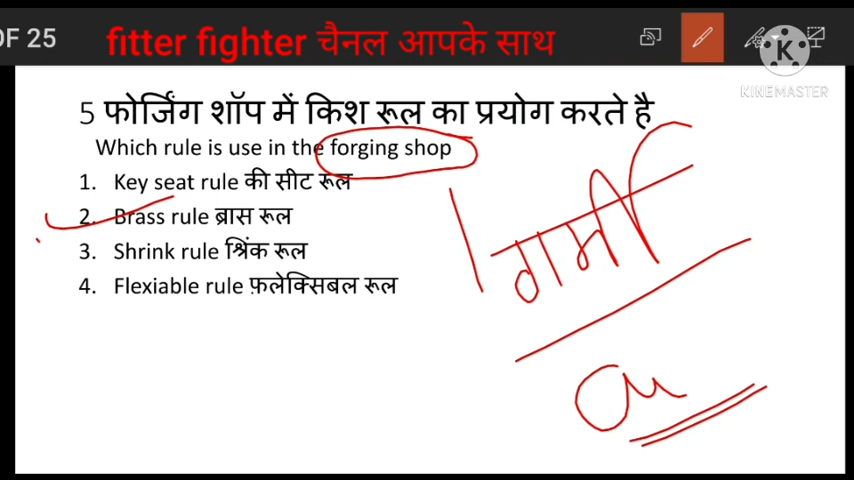 OF 25
fitter fighter चैनल आपके साथ
K
KINEMASTER
5 फोर्जिंग शॉप में किश रूल का प्रयोग करते है
Which rule is use in the forging shop
1. Key seat rule की सीट रूल
2. Brass rule ब्रास रूल
3. Shrink rule श्रिंक रूल
4. Flexiable rule फ़लेक्सिबल रूल
गर्मी